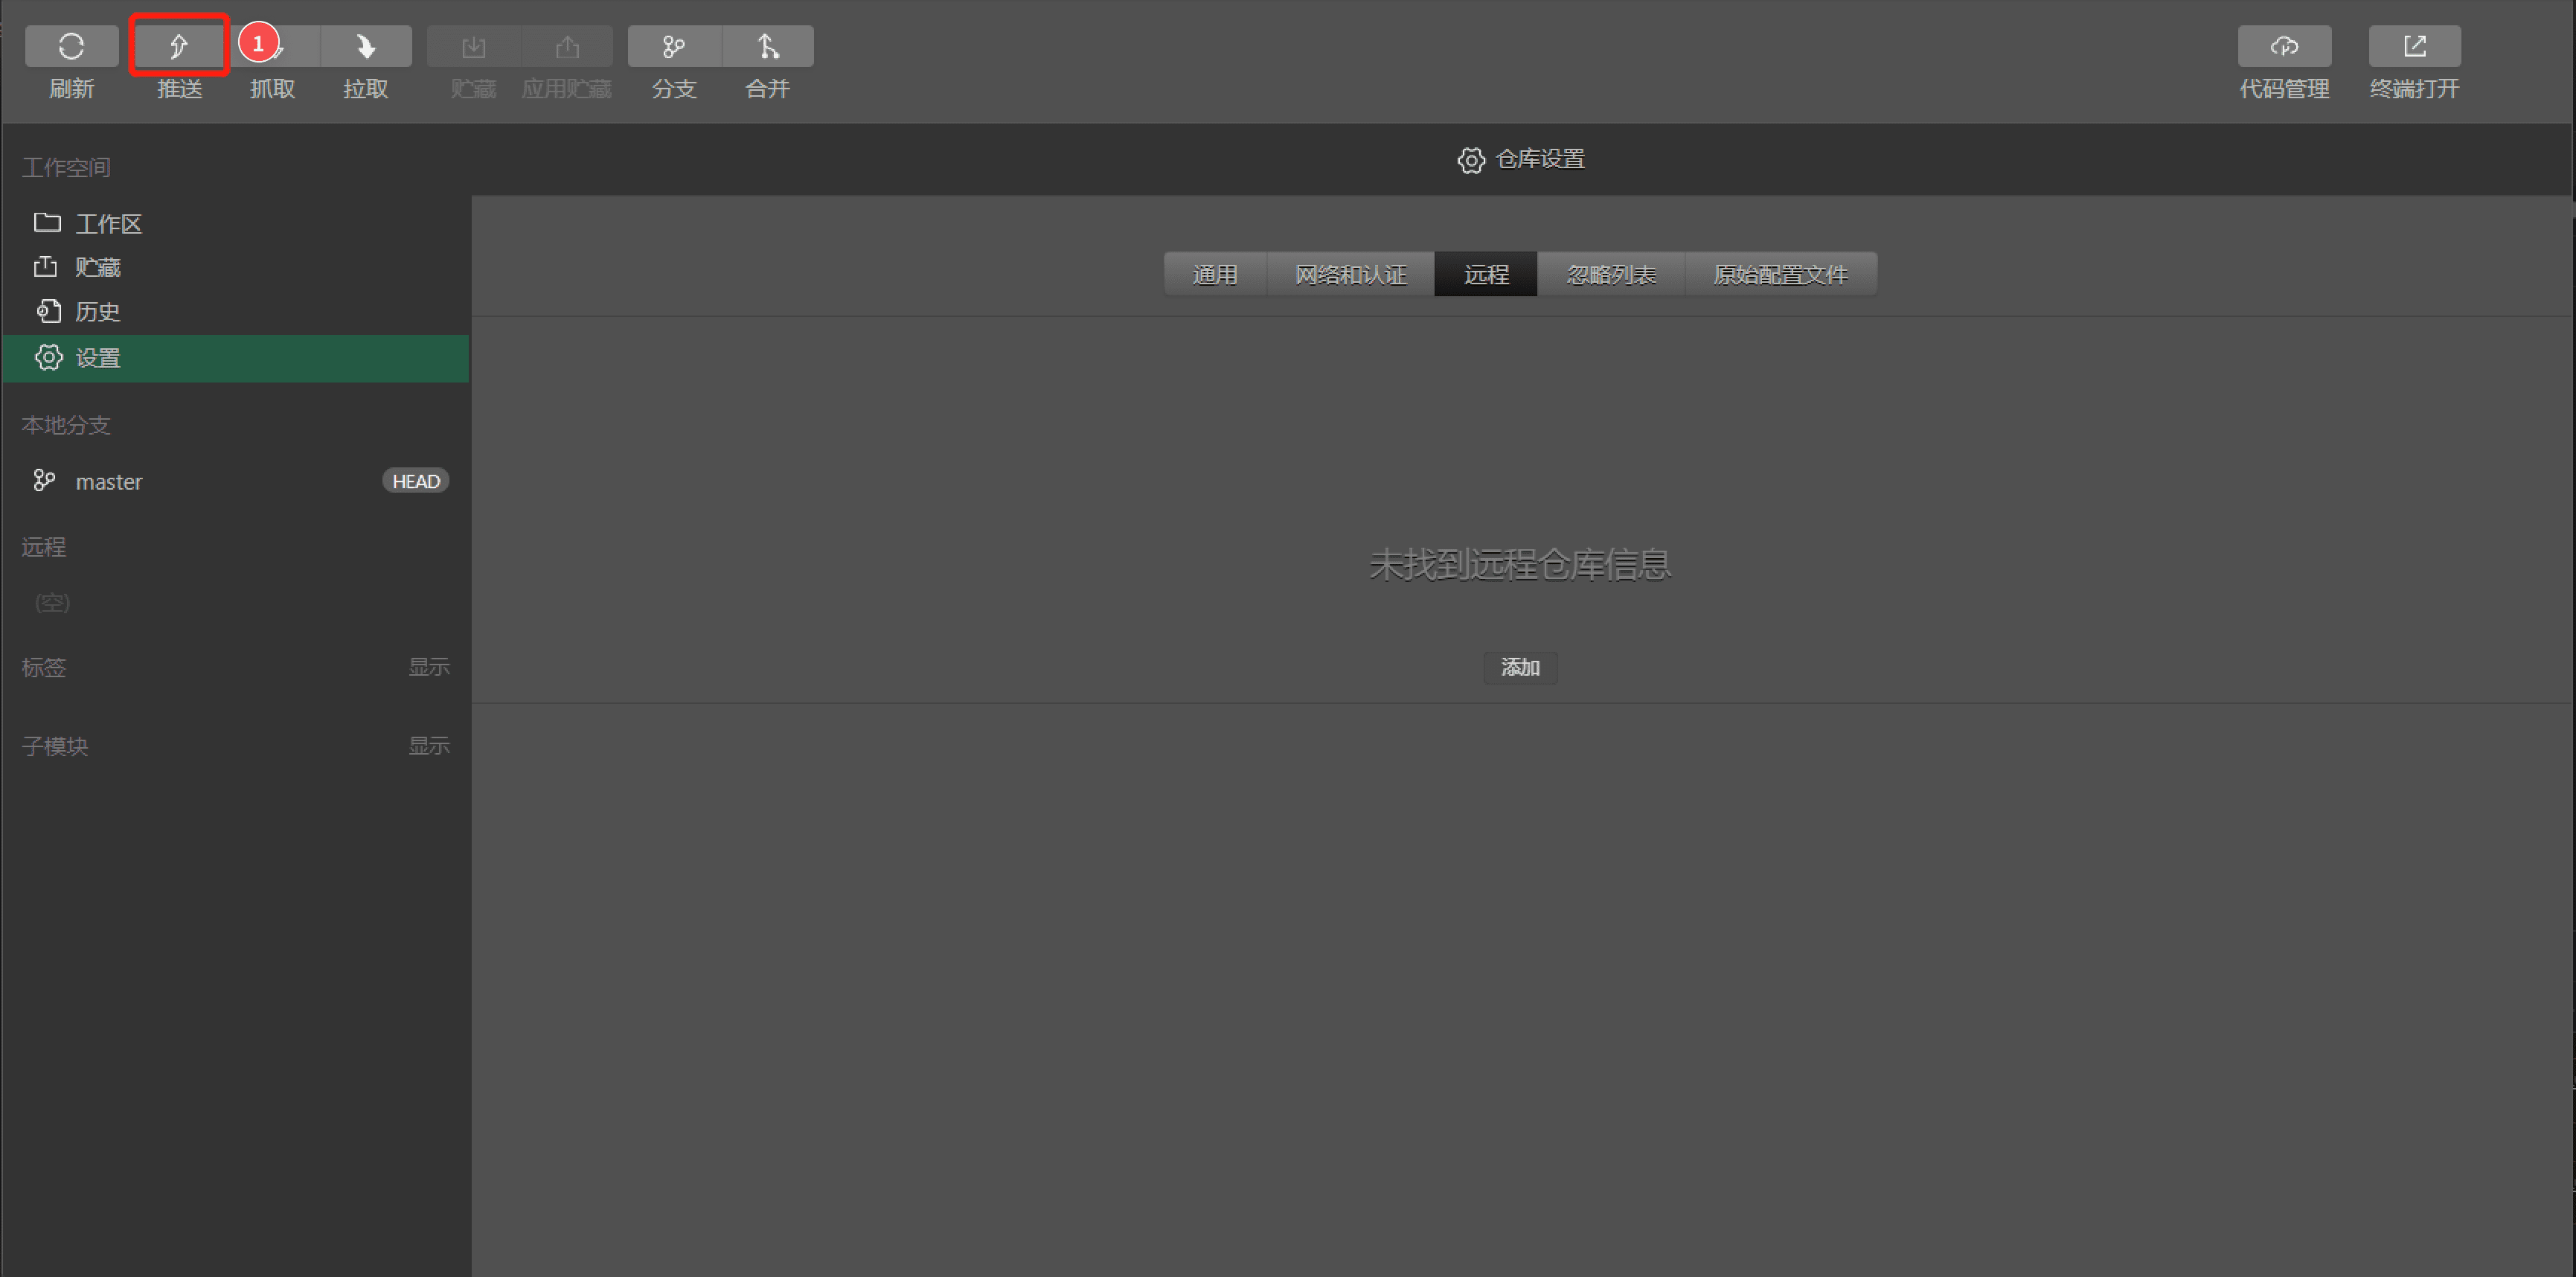 1
刷新 推送 抓取 拉取 贮藏 应用贮藏 分支 合并 代码管理 终端打开
工作空间
工作区
贮藏
历史
设置
本地分支
master HEAD
远程
(空)
标签 显示
子模块 显示
仓库设置
通用 网络和认证 远程 忽略列表 原始配置文件
未找到远程仓库信息
添加